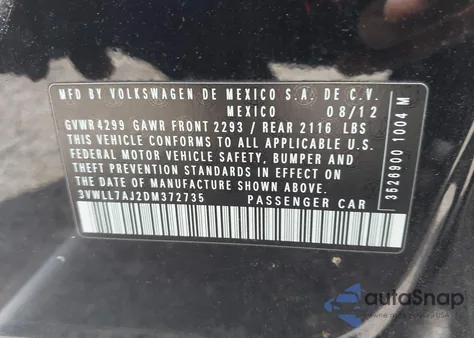 MFD BY VOLKSWAGEN DE MEXICO S.A. DE C.V.
MEXICO 08/12
GVWR 4299 GAWR FRONT 2293 / REAR 2116 LBS
THIS VEHICLE CONFORMS TO ALL APPLICABLE U.S.
FEDERAL MOTOR VEHICLE SAFETY, BUMPER AND
THEFT PREVENTION STANDARDS IN EFFECT ON
THE DATE OF MANUFACTURE SHOWN ABOVE.
3VWLL7AJ2DM372735 PASSENGER CAR
3520900 1004 M
autoSnap